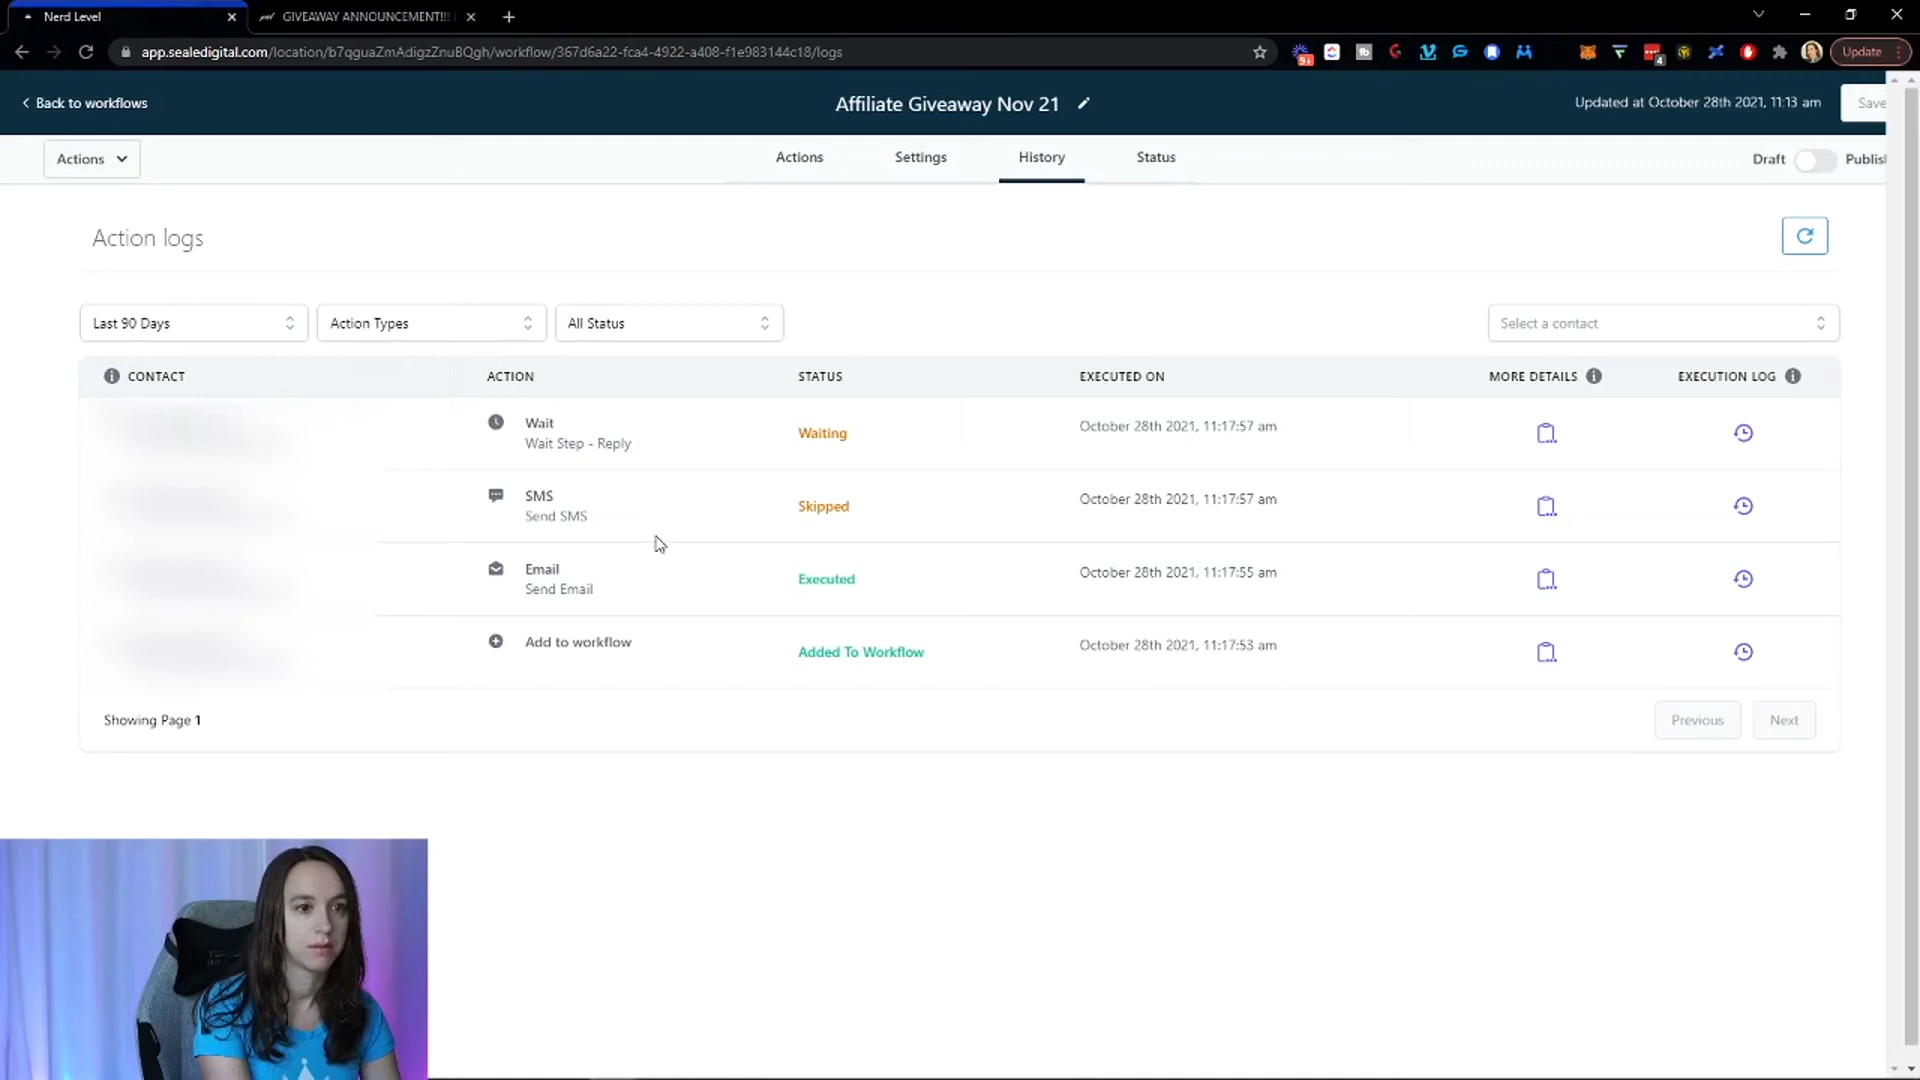 Nerd Level
GIVEAWAY ANNOUNCEMENT!!!
app.sealedigital.com/location/b7qguaZmAdigzZnuBQgh/workflow/367d6a22-fca4-4922-a408-f1e983144c18/logs
9+
4
Update
Back to workflows
Affiliate Giveaway Nov 21
Updated at October 28th 2021, 11:13 am
Save
Actions
Actions
Settings
History
Status
Draft
Publish
Action logs
Last 90 Days
Action Types
All Status
Select a contact
CONTACT
ACTION
STATUS
EXECUTED ON
MORE DETAILS
EXECUTION LOG
Wait
Wait Step - Reply
Waiting
October 28th 2021, 11:17:57 am
SMS
Send SMS
Skipped
October 28th 2021, 11:17:57 am
Email
Send Email
Executed
October 28th 2021, 11:17:55 am
Add to workflow
Added To Workflow
October 28th 2021, 11:17:53 am
Showing Page 1
Previous
Next